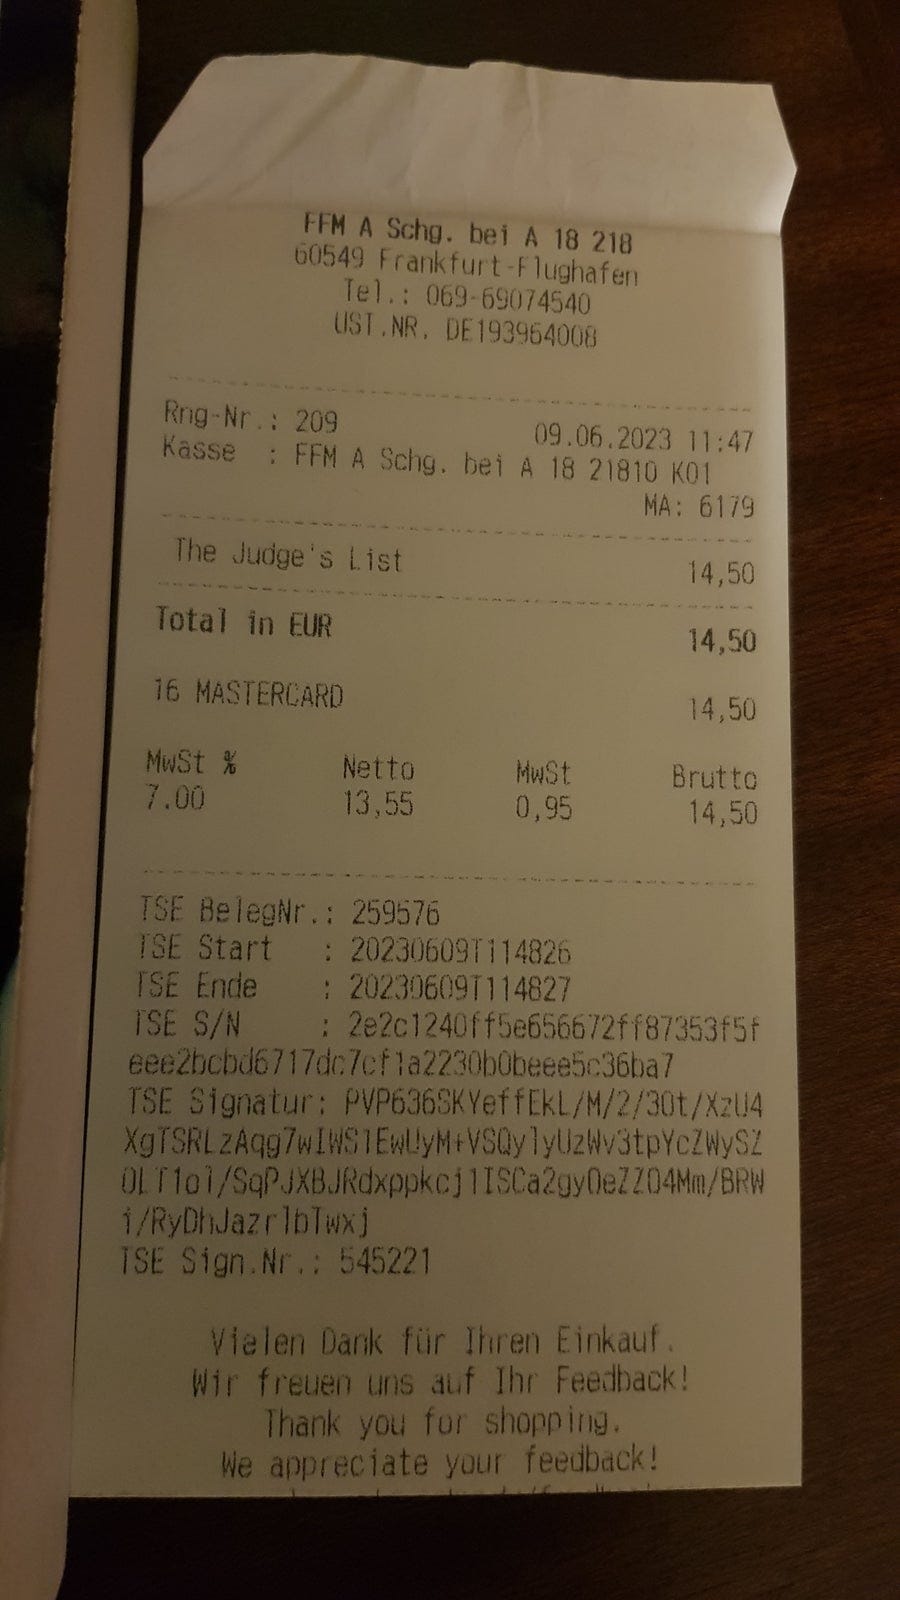 FFM A Schg. bei A 18 218
60549 Frankfurt-Flughafen
Tel.: 069-69074540
UST.NR. DE193964008
Rng-Nr.: 209 09.06.2023 11:47
Kasse : FFM A Schg. bei A 18 21810 K01
MA: 6179
The Judge's List 14,50
Total in EUR 14,50
16 MASTERCARD 14,50
MwSt % Netto MwSt Brutto
7.00 13,55 0,95 14,50
TSE BelegNr.: 259576
TSE Start : 20230609T114826
TSE Ende : 20230609T114827
TSE S/N : 2e2c1240ff5e656672ff87353f5f
eee2bcbd6717dc7cf1a2230b0beee5c36ba7
TSE Signatur: PVP636SKYeffEkL/M/2/30t/XzU4
XgTSRLzAqg7wIWS1EwUyM+VSQylyUzWv3tpYcZWySZ
OLT1ol/SqPJXBJRdxppkcj1ISCa2gyOeZZO4Mm/BRW
i/RyDhJazrlbTwxj
TSE Sign.Nr.: 545221
Vielen Dank für Ihren Einkauf.
Wir freuen uns auf Ihr Feedback!
Thank you for shopping.
We appreciate your feedback!